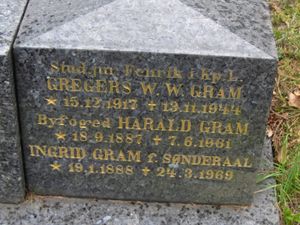 Stud.jur. Fenrik i Kp. L.
GREGERS W.W. GRAM
* 15.12.1917 ✝ 13.11.1944
Byfoged HARALD GRAM
* 18.9.1887 ✝ 7.6.1961
INGRID GRAM f. SØNDERAAL
* 19.1.1888 ✝ 24.3.1969